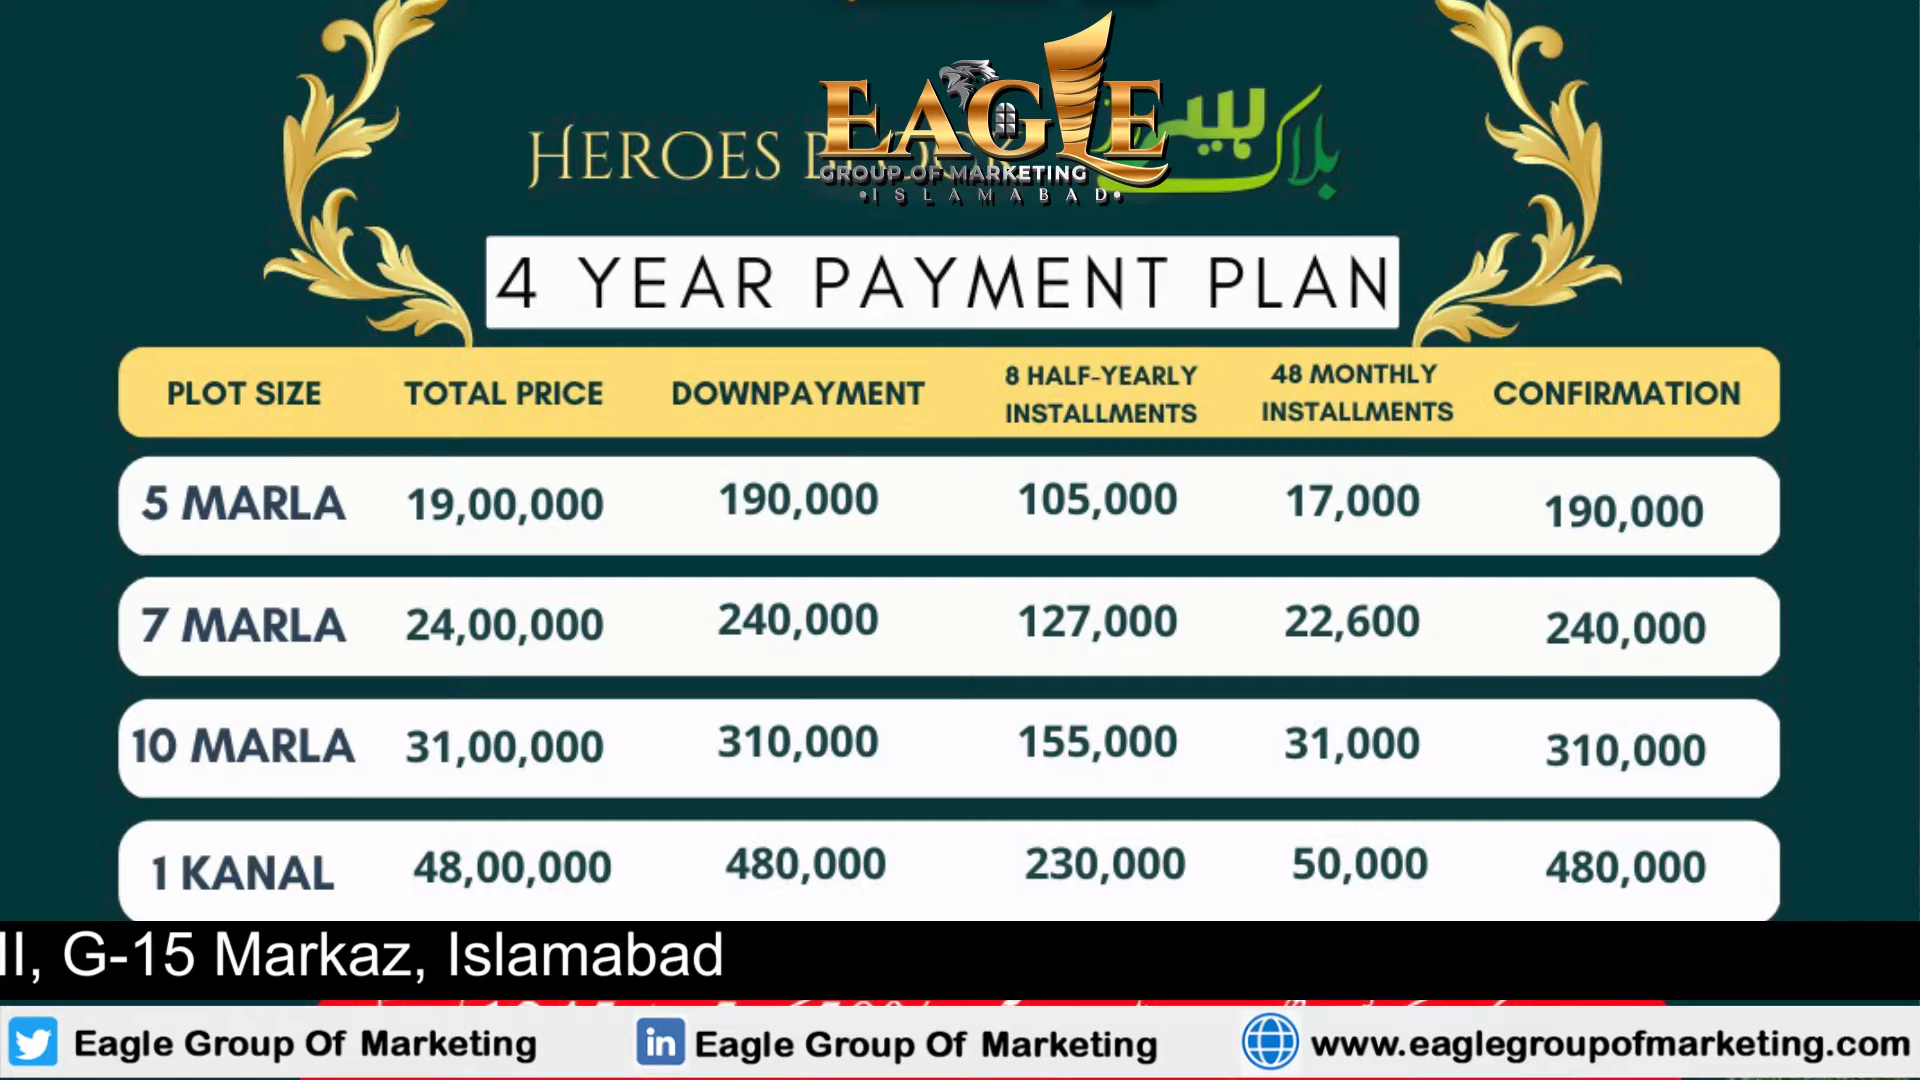 EAGLE
GROUP OF MARKETING
•ISLAMABAD•
HEROES
بلاک
4 YEAR PAYMENT PLAN
PLOT SIZE TOTAL PRICE DOWNPAYMENT 8 HALF-YEARLY INSTALLMENTS 48 MONTHLY INSTALLMENTS CONFIRMATION
5 MARLA 19,00,000 190,000 105,000 17,000 190,000
7 MARLA 24,00,000 240,000 127,000 22,600 240,000
10 MARLA 31,00,000 310,000 155,000 31,000 310,000
1 KANAL 48,00,000 480,000 230,000 50,000 480,000
, G-15 Markaz, Islamabad
Eagle Group Of Marketing in Eagle Group Of Marketing www.eaglegroupofmarketing.com